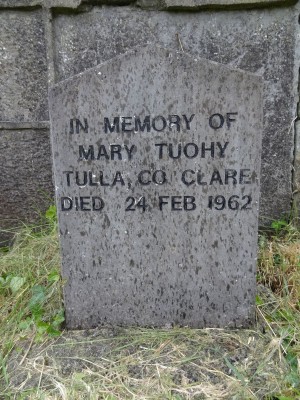 IN MEMORY OF
MARY TUOHY
TULLA, CO. CLARE
DIED 24 FEB 1962